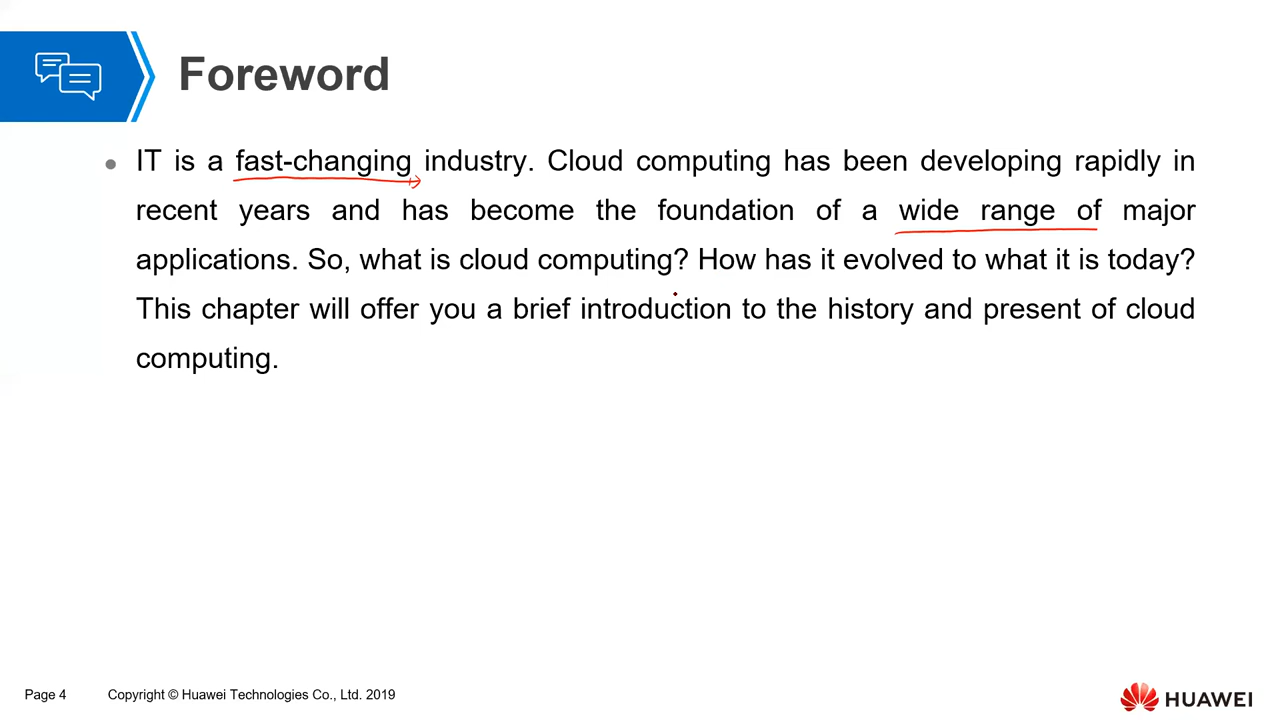 Foreword
IT is a fast-changing industry. Cloud computing has been developing rapidly in
recent years and has become the foundation of a wide range of major
applications. So, what is cloud computing? How has it evolved to what it is today?
This chapter will offer you a brief introduction to the history and present of cloud
computing.
Page 4
Copyright © Huawei Technologies Co., Ltd. 2019
HUAWEI